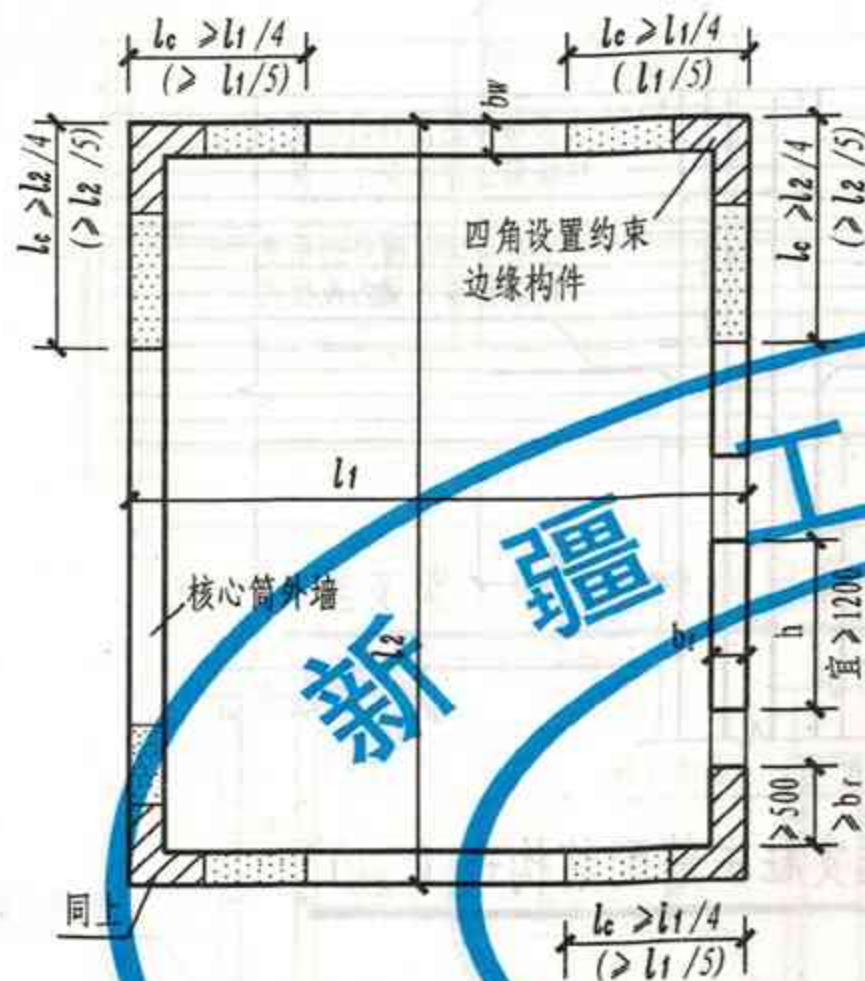 lc ≥l1/4
(≥ l1/5)
lc ≥l1/4
( l1/5)
bw
lc ≥l2/4
(≥ l2/5)
lc ≥l2/4
(≥ l2/5)
四角设置约束
边缘构件
l1
工
新 疆
核心筒外墙
l2
h
宜≥1200
≥500
同上
lc ≥l1/4
(≥ l1/5)